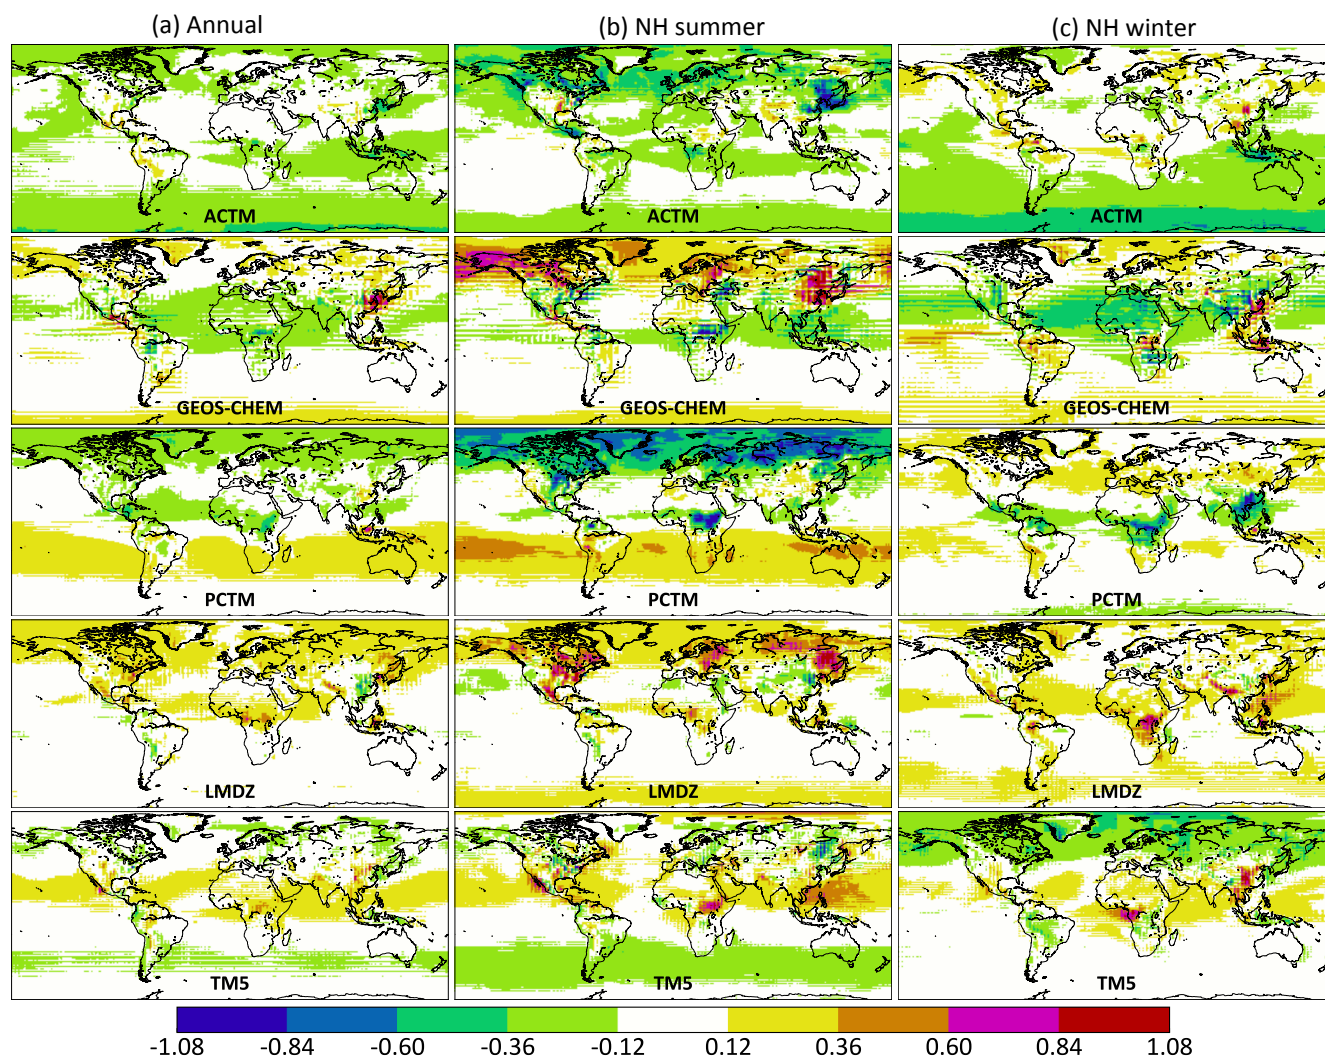 (a) Annual (b) NH summer (c) NH winter
ACTM ACTM ACTM
GEOS-CHEM GEOS-CHEM GEOS-CHEM
PCTM PCTM PCTM
LMDZ LMDZ LMDZ
TM5 TM5 TM5
-1.08 -0.84 -0.60 -0.36 -0.12 0.12 0.36 0.60 0.84 1.08